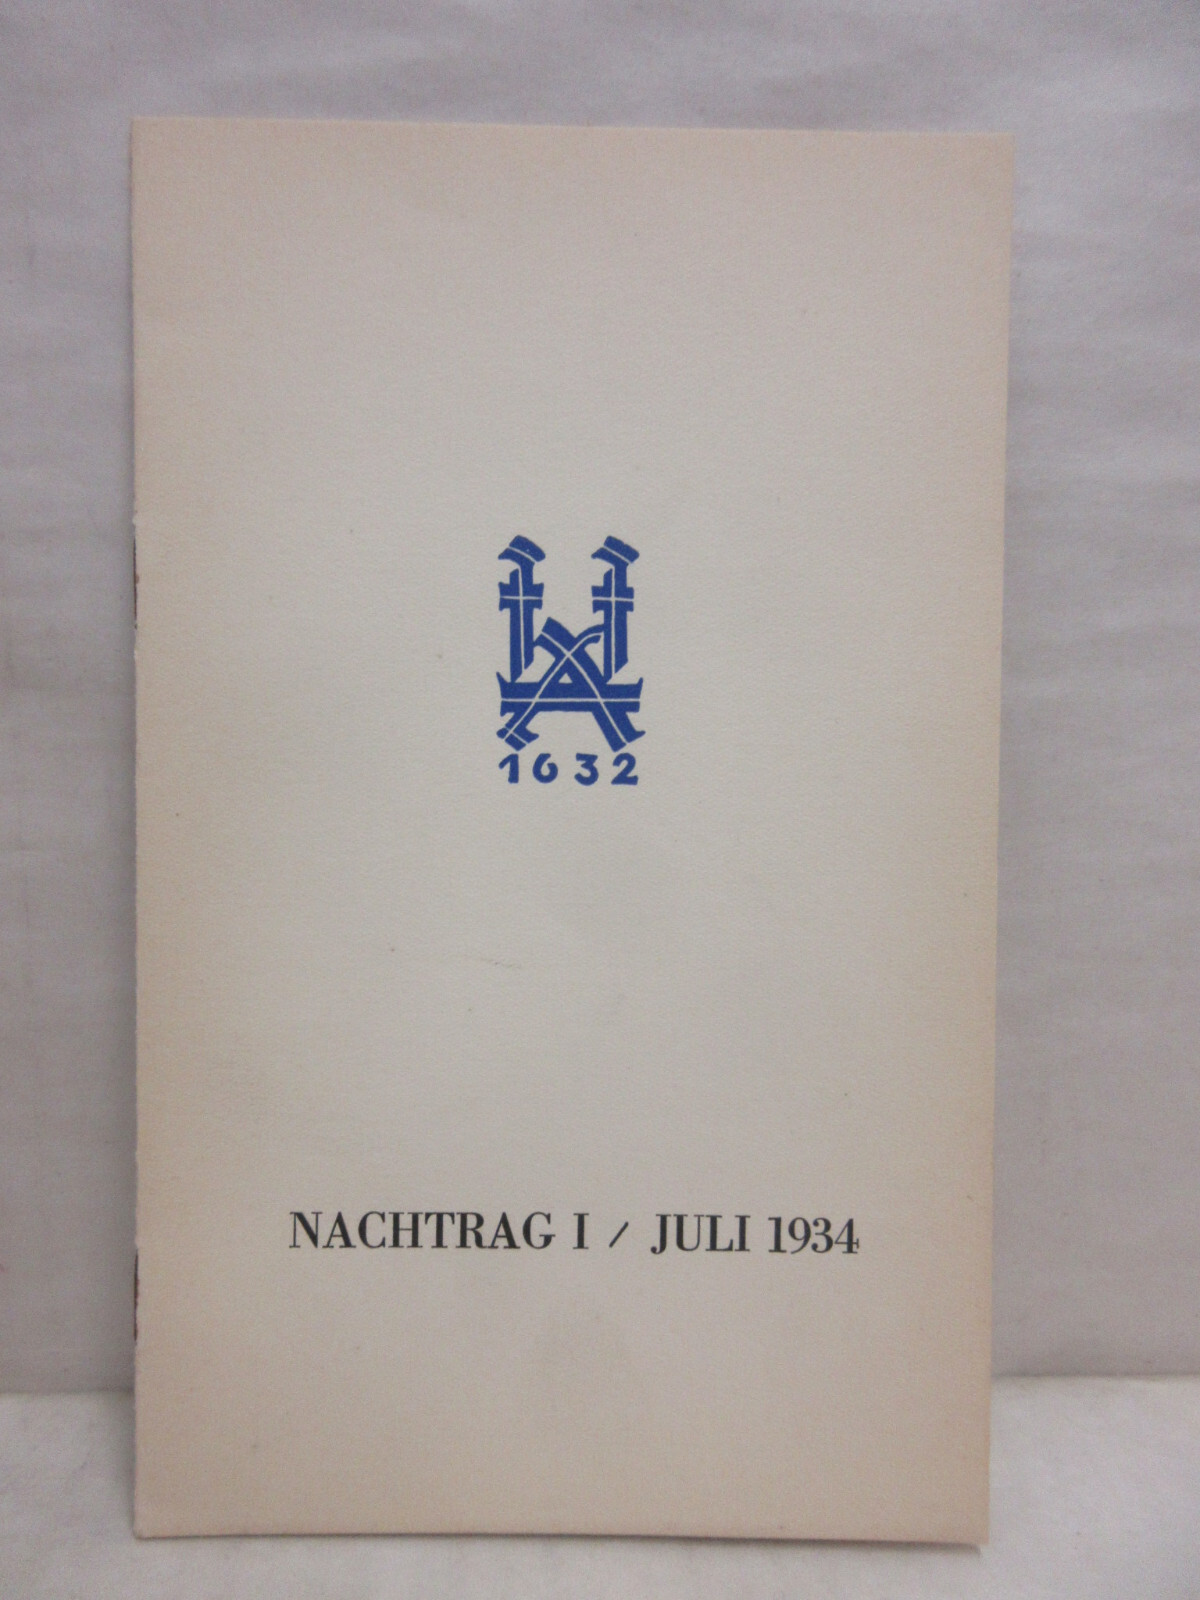 1632
NACHTRAG I / JULI 1934